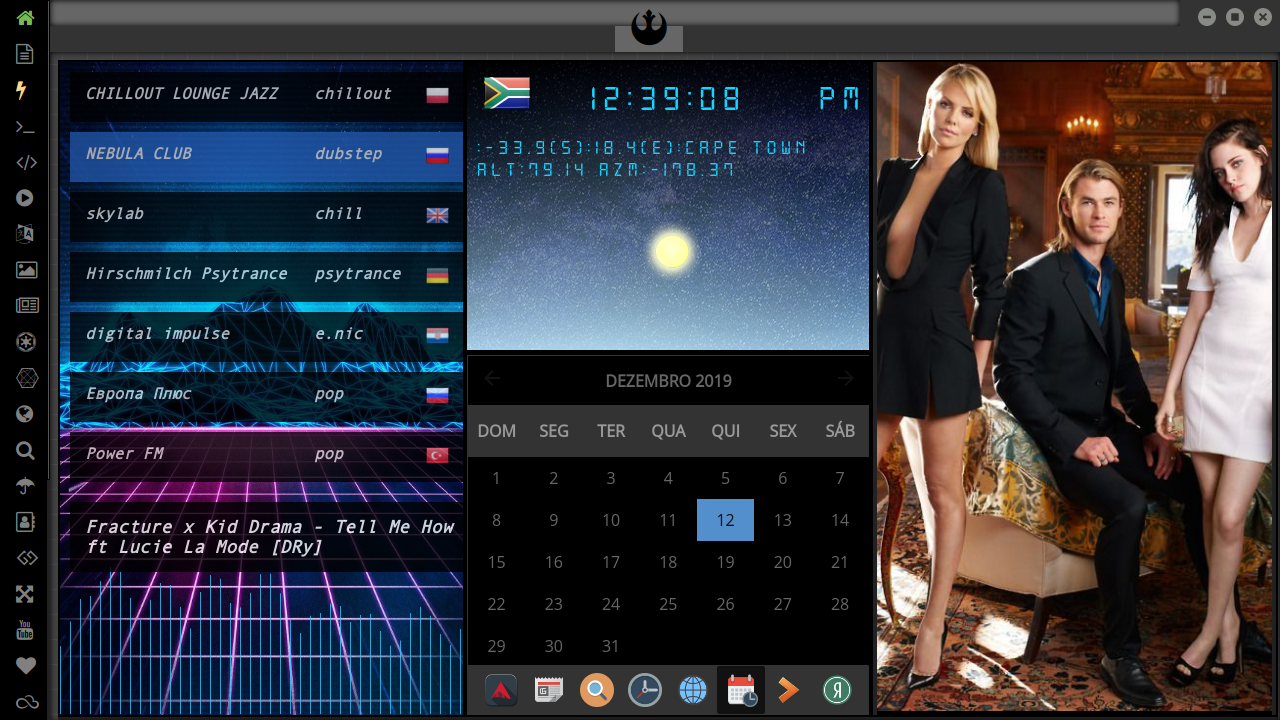 CHILLOUT LOUNGE JAZZ chillout
NEBULA CLUB dubstep
skylab chill
Hirschmilch Psytrance psytrance
digital impulse e.nic
Европа Плюс pop
Power FM pop
Fracture x Kid Drama - Tell Me How
ft Lucie La Mode [DRy]
12:39:08 PM
:-33.9(S):18.4(E):CAPE TOWN
ALT:79.14 AZM:-178.37
DEZEMBRO 2019
DOM SEG TER QUA QUI SEX SÁB
1 2 3 4 5 6 7
8 9 10 11 12 13 14
15 16 17 18 19 20 21
22 23 24 25 26 27 28
29 30 31
You
Tube
Я